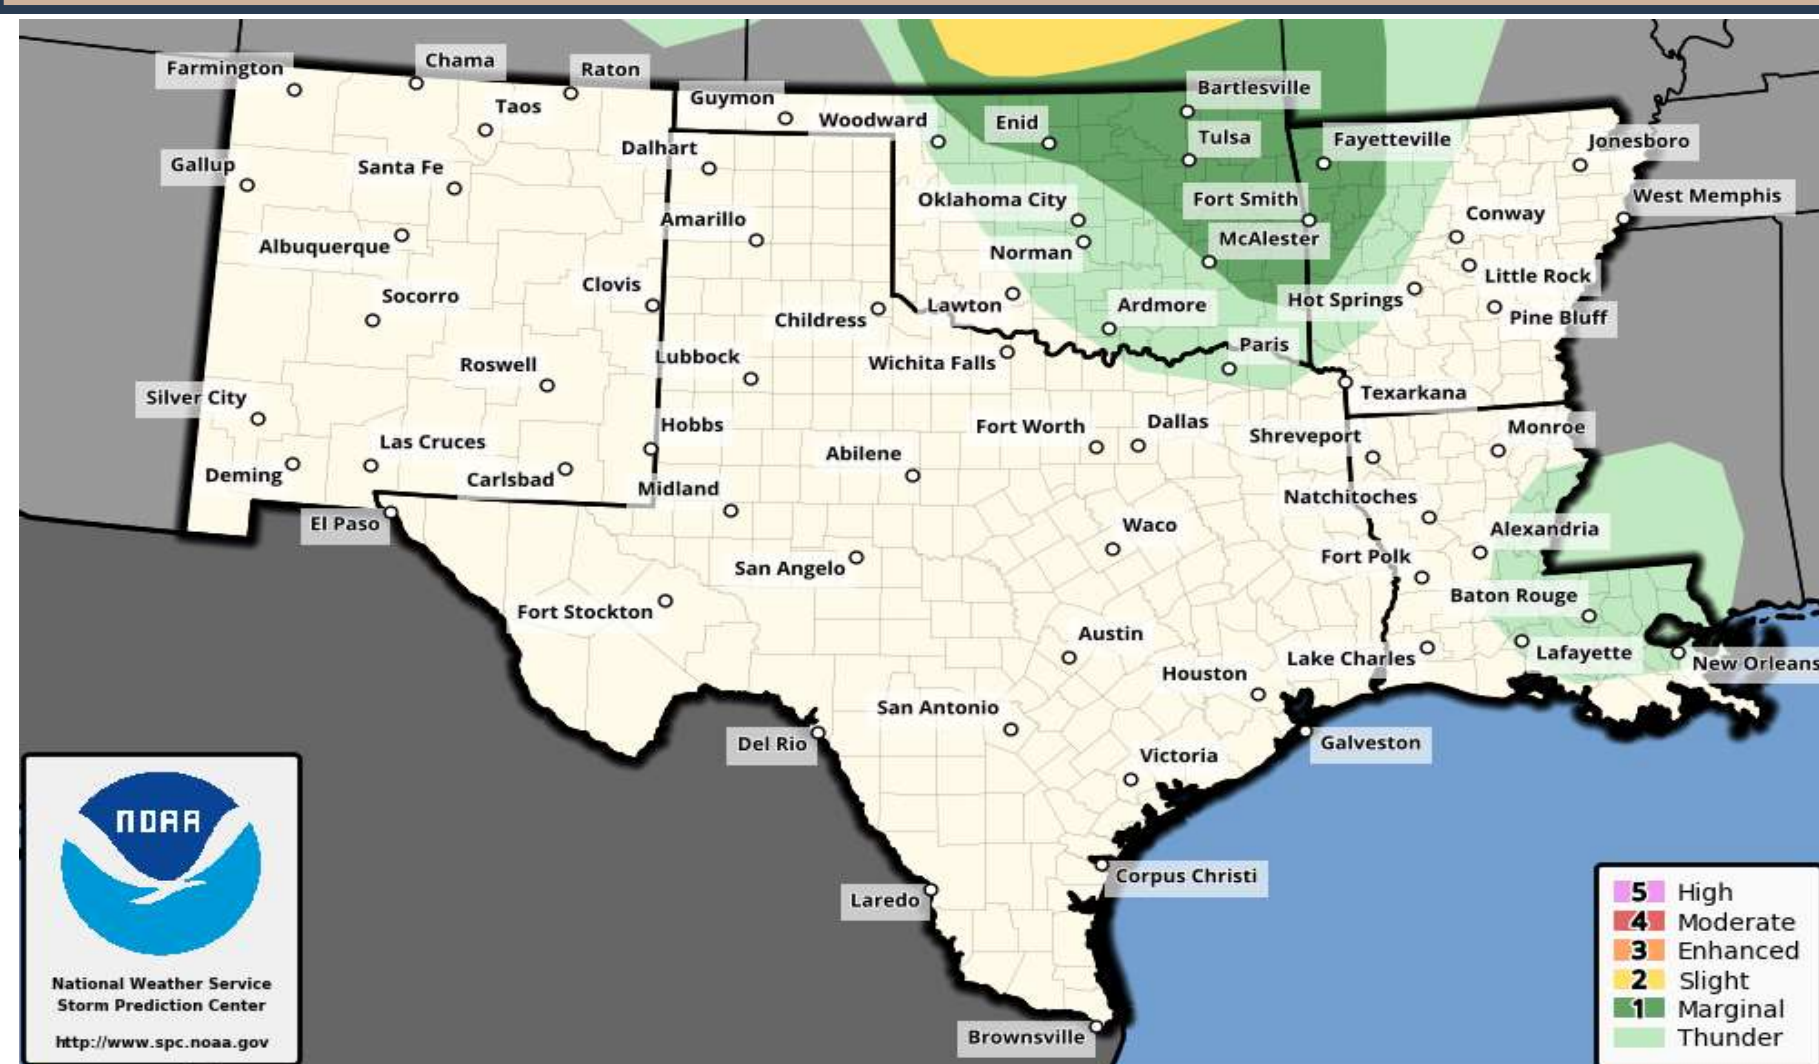 Farmington
Chama
Raton
Taos
Guymon
Woodward
Enid
Bartlesville
Tulsa
Fayetteville
Jonesboro
Gallup
Santa Fe
Dalhart
Oklahoma City
Fort Smith
Conway
West Memphis
Albuquerque
Amarillo
Norman
McAlester
Little Rock
Socorro
Clovis
Childress
Lawton
Ardmore
Hot Springs
Pine Bluff
Roswell
Lubbock
Wichita Falls
Paris
Texarkana
Silver City
Las Cruces
Hobbs
Abilene
Fort Worth
Dallas
Shreveport
Monroe
Deming
Carlsbad
Midland
Natchitoches
El Paso
Waco
Alexandria
San Angelo
Fort Polk
Fort Stockton
Baton Rouge
Austin
Lake Charles
Lafayette
New Orleans
Houston
San Antonio
Del Rio
Galveston
Victoria
Corpus Christi
Laredo
Brownsville
NOAA
National Weather Service
Storm Prediction Center
http://www.spc.noaa.gov
5 High
4 Moderate
3 Enhanced
2 Slight
1 Marginal
Thunder